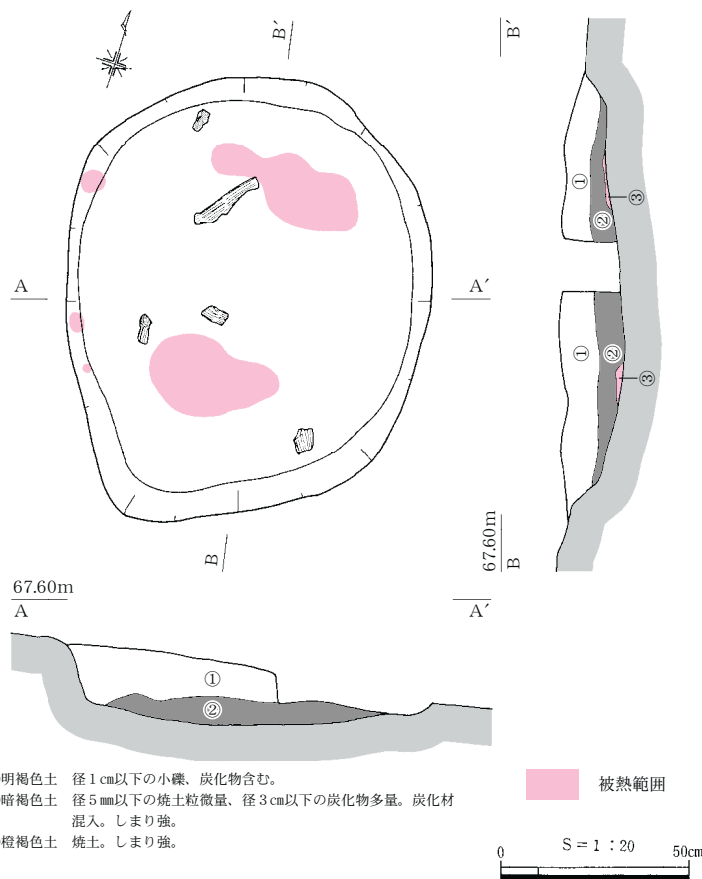 B′
B′
A
A′
①
②
③
①
②
③
B
67.60m
B
67.60m
A
A′
①
②
明褐色土 径1cm以下の小礫、炭化物含む。
暗褐色土 径5mm以下の焼土粒微量、径3cm以下の炭化物多量。炭化材
混入。しまり強。
橙褐色土 焼土。しまり強。
被熱範囲
S=1：20
0 50cm